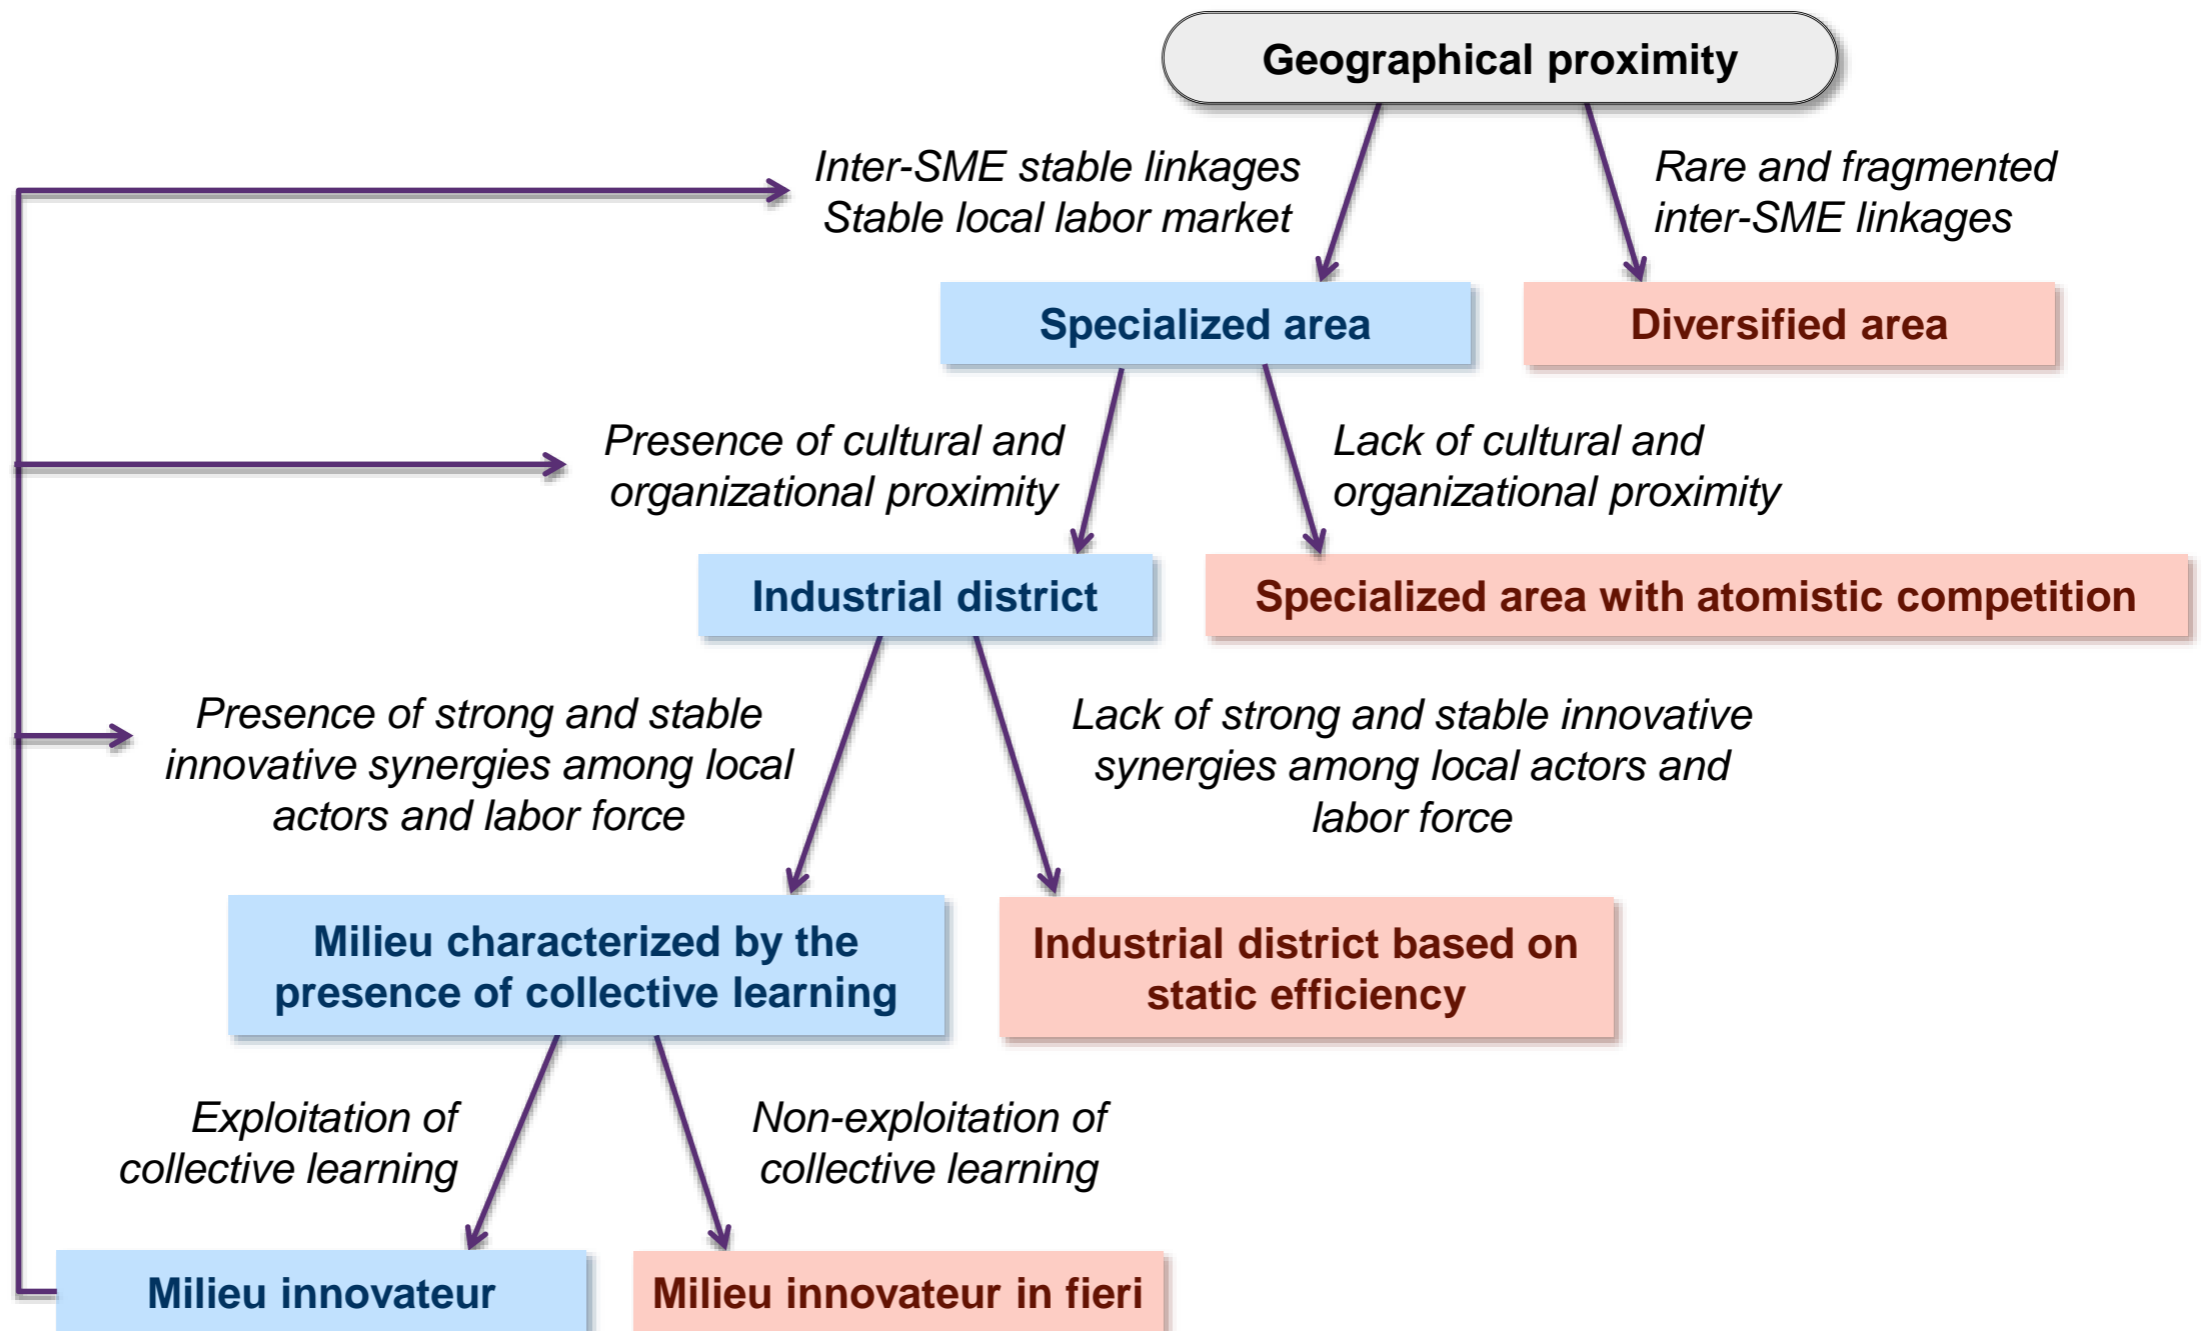 Geographical proximity
Inter-SME stable linkages
Stable local labor market
Rare and fragmented
inter-SME linkages
Specialized area
Diversified area
Presence of cultural and
organizational proximity
Lack of cultural and
organizational proximity
Industrial district
Specialized area with atomistic competition
Presence of strong and stable
innovative synergies among local
actors and labor force
Lack of strong and stable innovative
synergies among local actors and
labor force
Milieu characterized by the
presence of collective learning
Industrial district based on
static efficiency
Exploitation of
collective learning
Non-exploitation of
collective learning
Milieu innovateur
Milieu innovateur in fieri